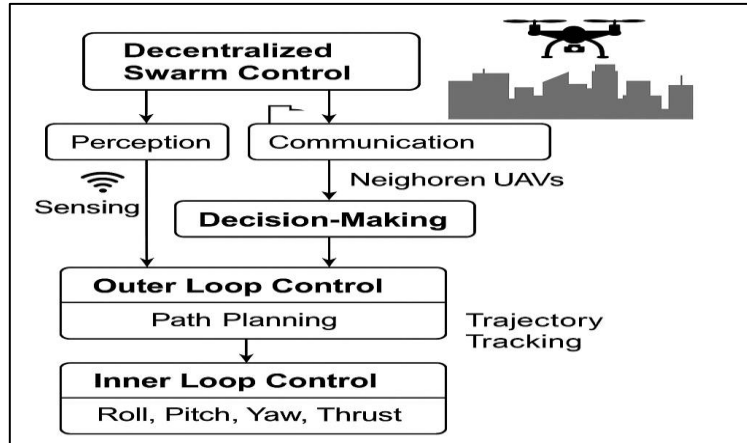 Decentralized
Swarm Control
Perception
Communication
Sensing
Neighoren UAVs
Decision-Making
Outer Loop Control
Path Planning
Trajectory
Tracking
Inner Loop Control
Roll, Pitch, Yaw, Thrust